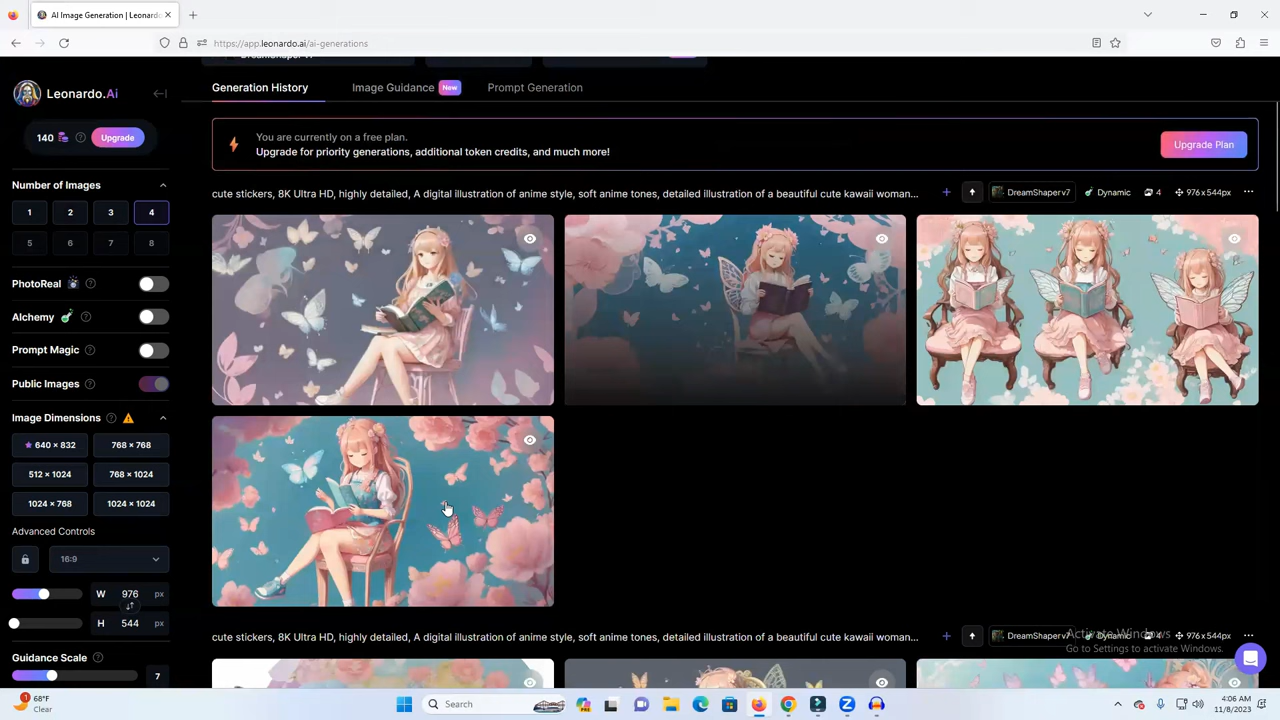 AI Image Generation | Leonardo
https://app.leonardo.ai/ai-generations
Leonardo.Ai
140 Upgrade
Number of Images
1 2 3 4
5 6 7 8
PhotoReal
Alchemy
Prompt Magic
Public Images
Image Dimensions
640 × 832 768 × 768
512 × 1024 768 × 1024
1024 × 768 1024 × 1024
Advanced Controls
16:9
W 976 px
H 544 px
Guidance Scale
7
Generation History Image Guidance New Prompt Generation
You are currently on a free plan.
Upgrade for priority generations, additional token credits, and much more!
Upgrade Plan
cute stickers, 8K Ultra HD, highly detailed, A digital illustration of anime style, soft anime tones, detailed illustration of a beautiful cute kawaii woman... DreamShaper v7 Dynamic 4 976 x 544px
cute stickers, 8K Ultra HD, highly detailed, A digital illustration of anime style, soft anime tones, detailed illustration of a beautiful cute kawaii woman... DreamShaper v7 Dynamic 4 976 x 544px
Activate Windows
Go to Settings to activate Windows.
1
68°F
Clear
Search
4:06 AM
11/8/2023